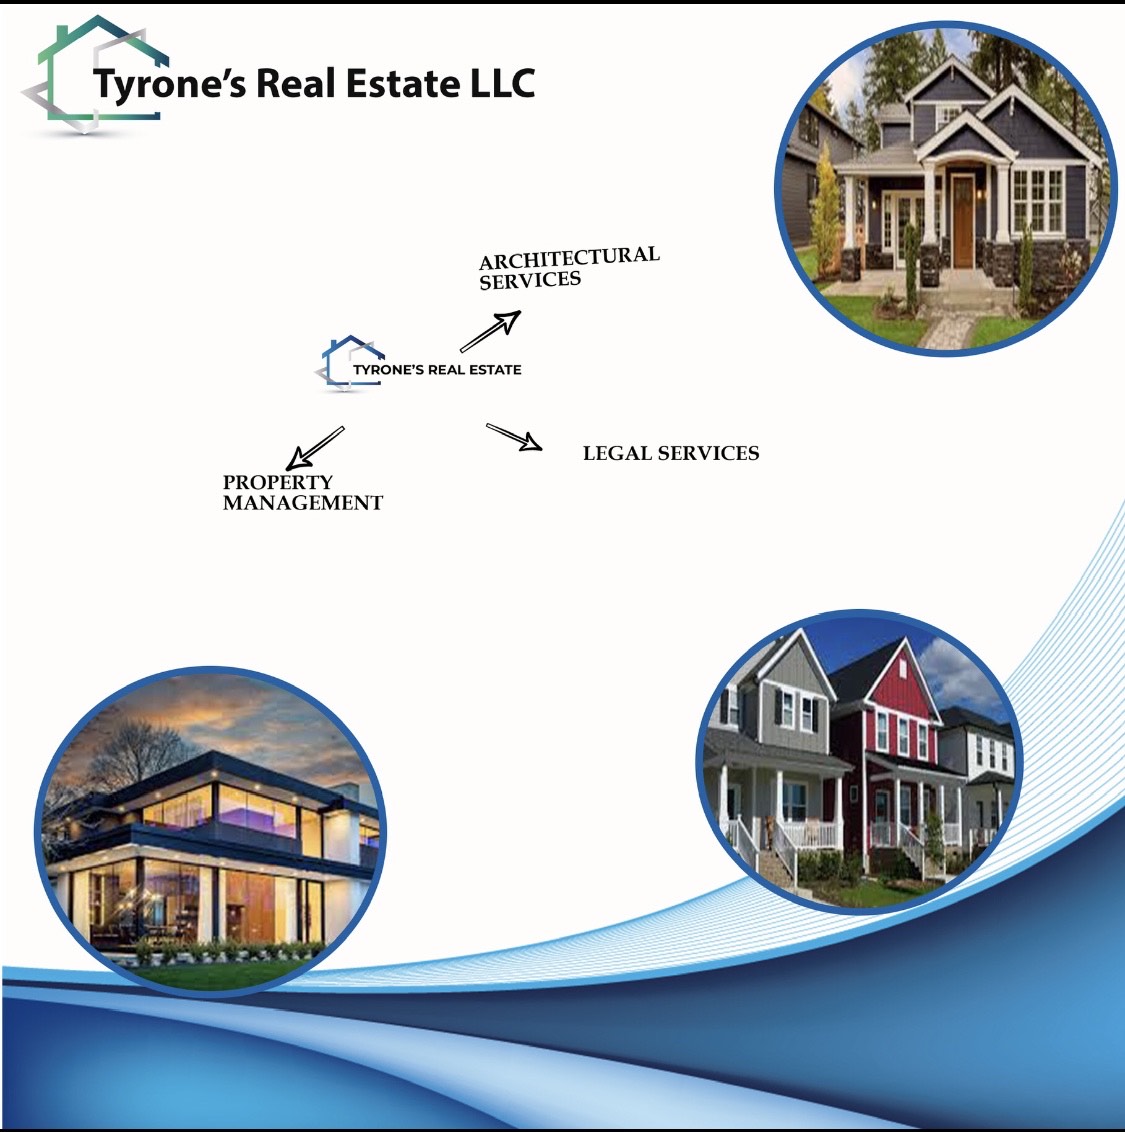 Tyrone's Real Estate LLC
ARCHITECTURAL
SERVICES
TYRONE'S REAL ESTATE
LEGAL SERVICES
PROPERTY
MANAGEMENT